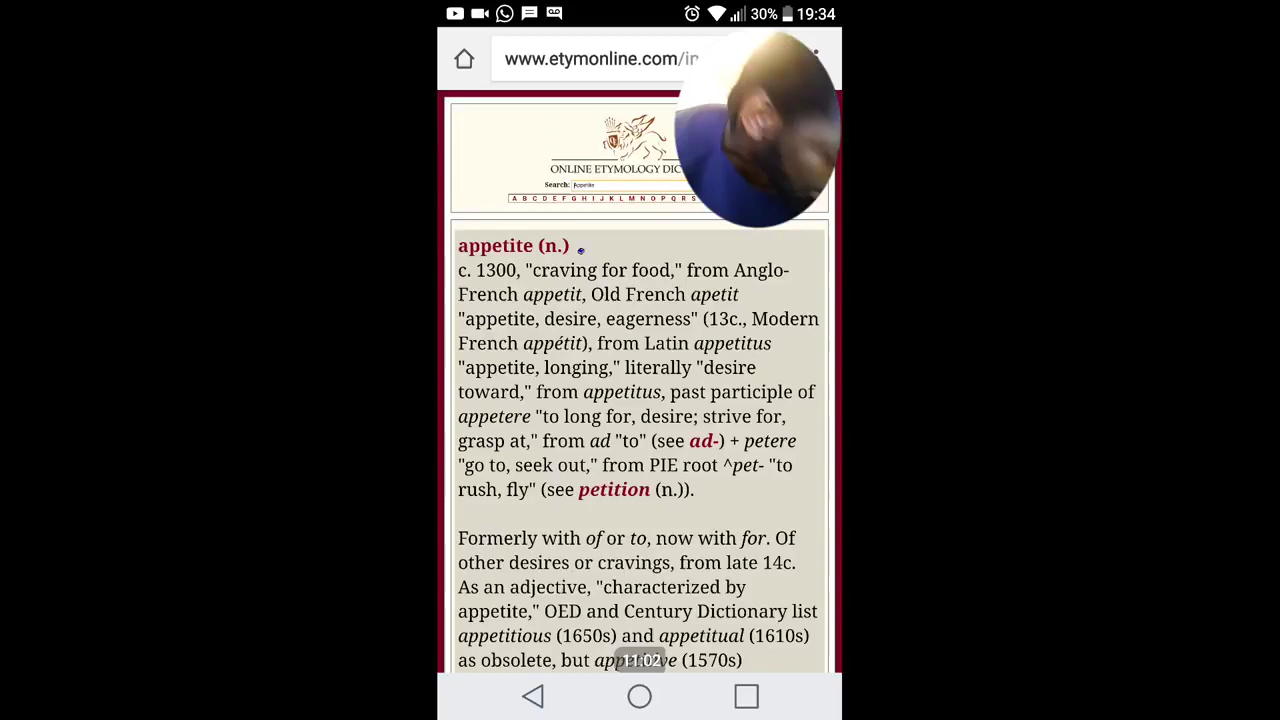 30% 19:34
www.etymonline.com/in
ONLINE ETYMOLOGY DIC
Search: Appetite
A B C D E F G H I J K L M N O P Q R S
appetite (n.)
c. 1300, "craving for food," from Anglo-
French appetit, Old French apetit
"appetite, desire, eagerness" (13c., Modern
French appétit), from Latin appetitus
"appetite, longing," literally "desire
toward," from appetitus, past participle of
appetere "to long for, desire; strive for,
grasp at," from ad "to" (see ad-) + petere
"go to, seek out," from PIE root ^pet- "to
rush, fly" (see petition (n.)).
Formerly with of or to, now with for. Of
other desires or cravings, from late 14c.
As an adjective, "characterized by
appetite," OED and Century Dictionary list
appetitious (1650s) and appetitual (1610s)
as obsolete, but (1570s)
11:02